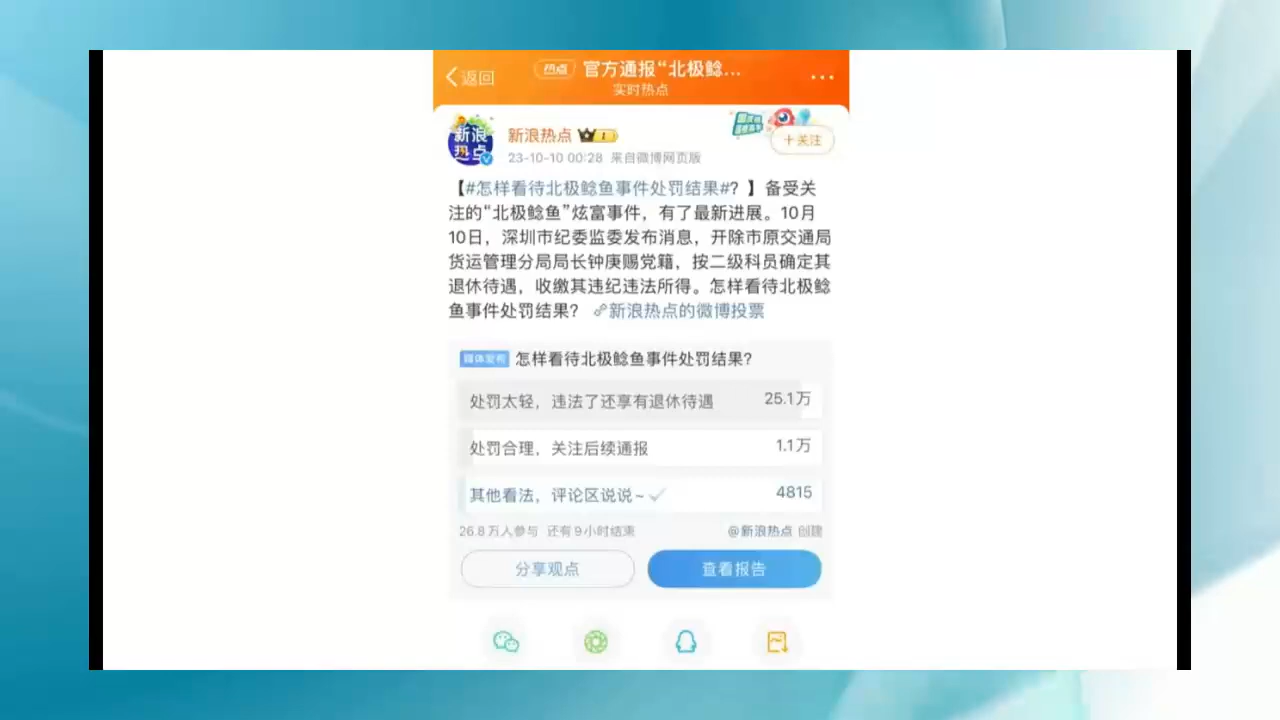 返回
热点 官方通报“北极鲶...
实时热点
新浪热点
新浪热点
+关注
23-10-10 00:28 来自微博网页版
【#怎样看待北极鲶鱼事件处罚结果#？】备受关
注的“北极鲶鱼”炫富事件，有了最新进展。10月
10日，深圳市纪委监委发布消息，开除市原交通局
货运管理分局局长钟庚赐党籍，按二级科员确定其
退休待遇，收缴其违纪违法所得。怎样看待北极鲶
鱼事件处罚结果？ 新浪热点的微博投票
媒体发布 怎样看待北极鲶鱼事件处罚结果？
处罚太轻，违法了还享有退休待遇 25.1万
处罚合理，关注后续通报 1.1万
其他看法，评论区说说~ 4815
26.8万人参与 还有9小时结束 @新浪热点 创建
分享观点 查看报告